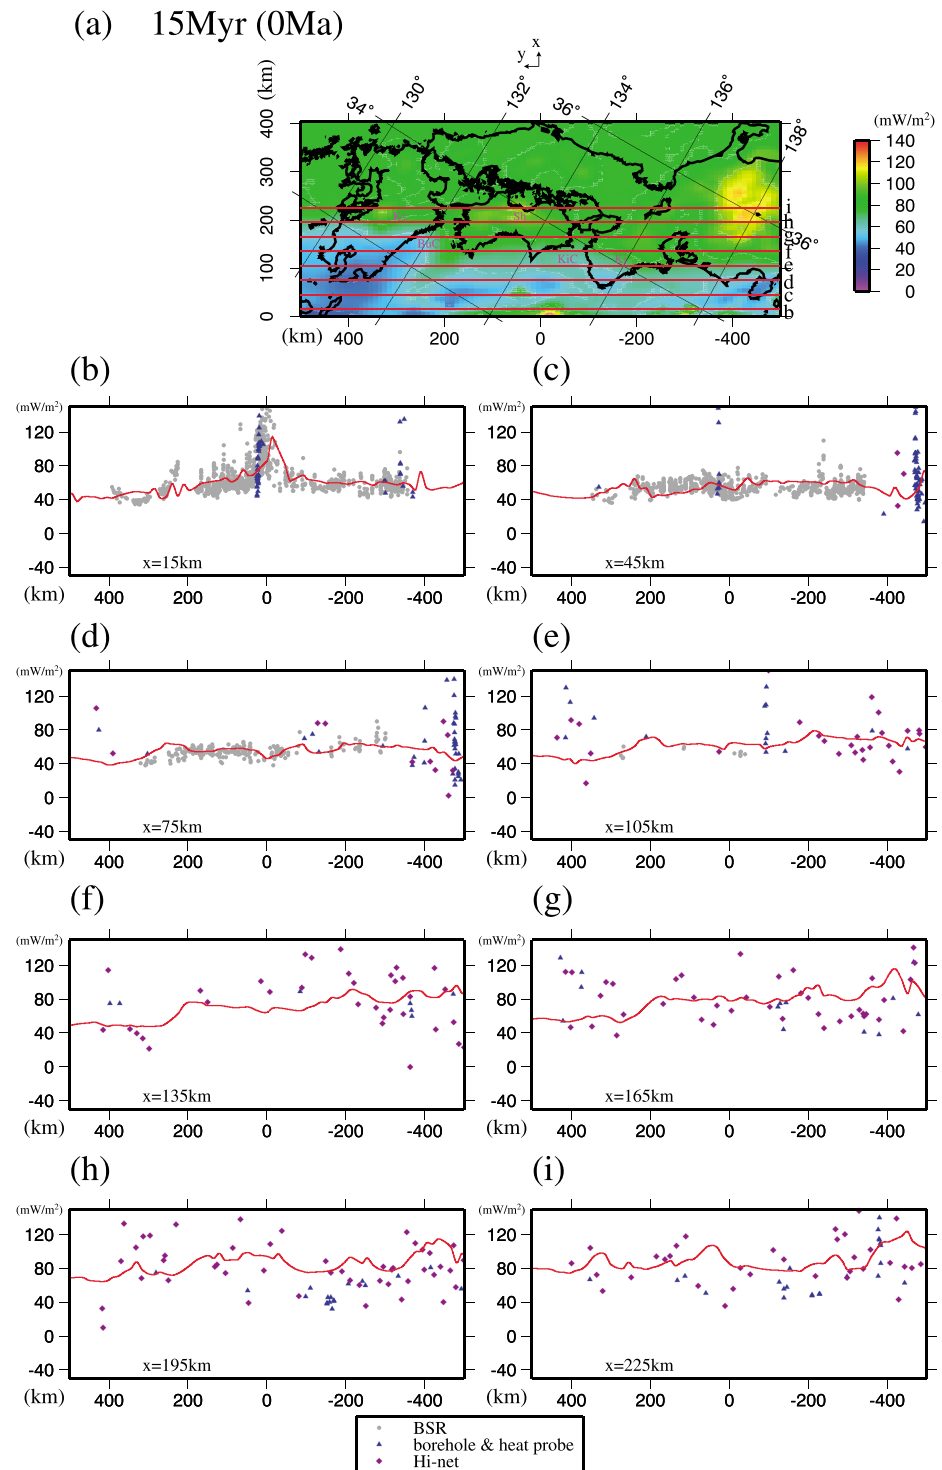 (a) 15Myr (0Ma)
x
y
34° 130° 132° 36° 134° 136° 138°
(mW/m²)
(km)
400
300
200
100
0
i
h
g
f
e
d
c
b
36°
BnC
KiC
140
120
100
80
60
40
20
0
(km) 400 200 0 -200 -400
(b) (c)
(mW/m²) (mW/m²)
120 120
80 80
40 40
0 0
-40 -40
x=15km x=45km
(km) 400 200 0 -200 -400 (km) 400 200 0 -200 -400
(d) (e)
(mW/m²) (mW/m²)
120 120
80 80
40 40
0 0
-40 -40
x=75km x=105km
(km) 400 200 0 -200 -400 (km) 400 200 0 -200 -400
(f) (g)
(mW/m²) (mW/m²)
120 120
80 80
40 40
0 0
-40 -40
x=135km x=165km
(km) 400 200 0 -200 -400 (km) 400 200 0 -200 -400
(h) (i)
(mW/m²) (mW/m²)
120 120
80 80
40 40
0 0
-40 -40
x=195km x=225km
(km) 400 200 0 -200 -400 (km) 400 200 0 -200 -400
BSR
borehole & heat probe
Hi-net